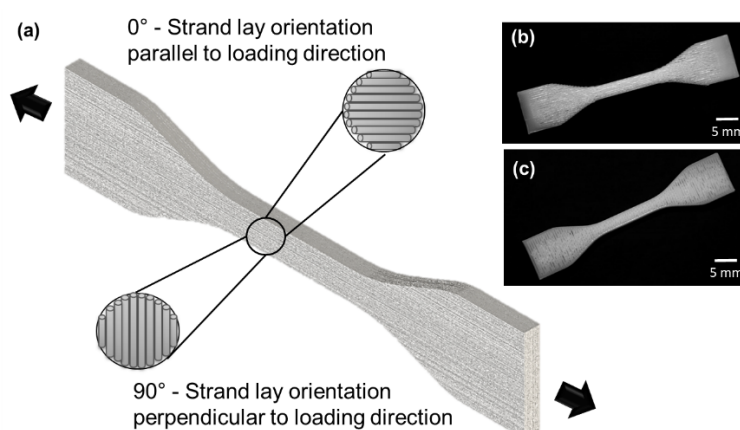 (a)
0° - Strand lay orientation
parallel to loading direction
90° - Strand lay orientation
perpendicular to loading direction
(b)
5 mm
(c)
5 mm